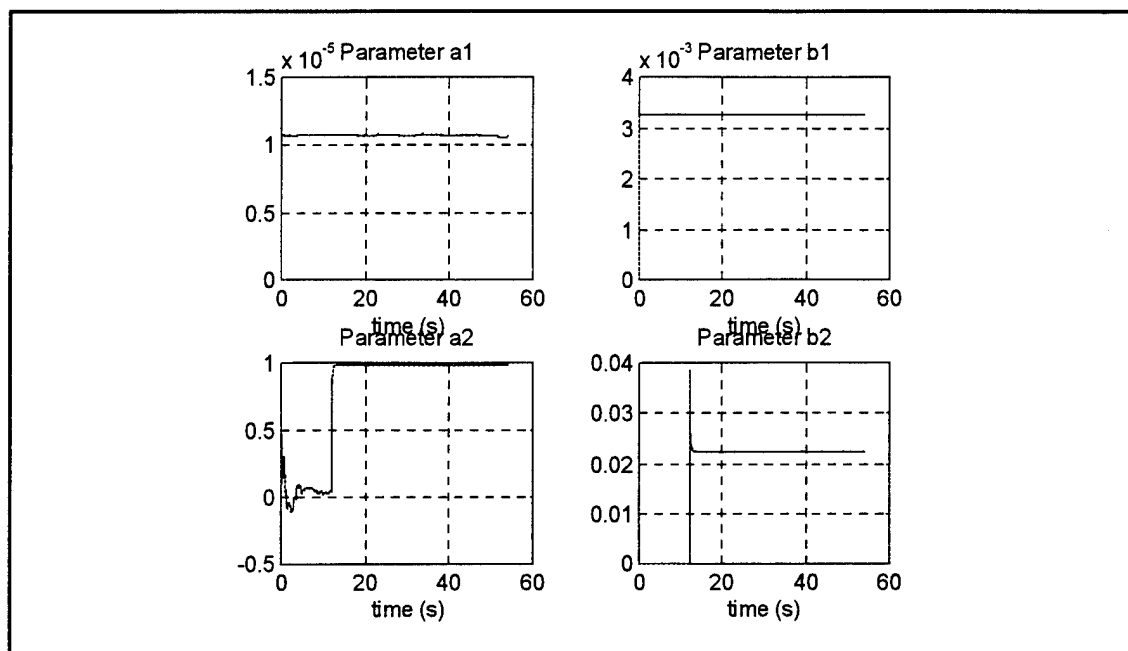 x 10^-5 Parameter a1
1.5
1
0.5
0
0 20 40 60
time (s)
x 10^-3 Parameter b1
4
3
2
1
0
0 20 40 60
time (s)
Parameter a2
1
0.5
0
-0.5
0 20 40 60
time (s)
Parameter b2
0.04
0.03
0.02
0.01
0
0 20 40 60
time (s)